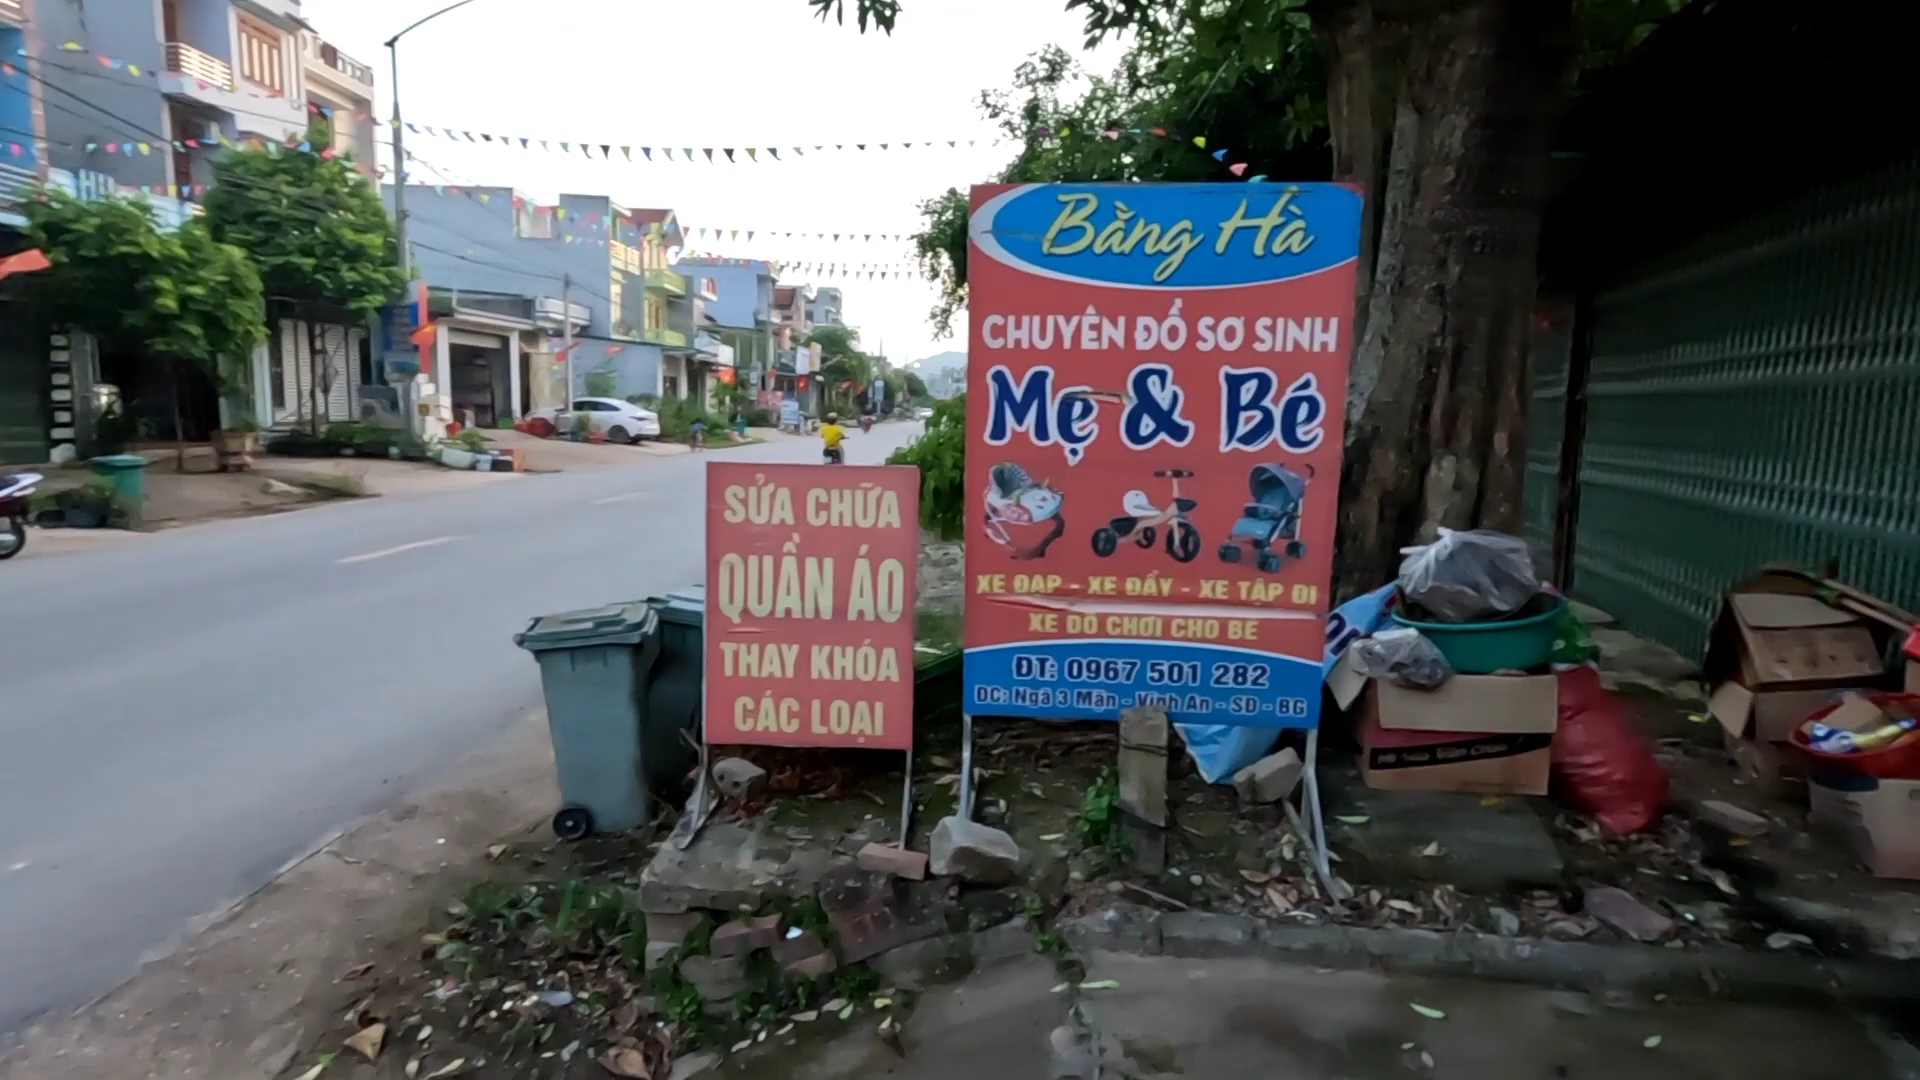 SỬA CHỮA
QUẦN ÁO
THAY KHÓA
CÁC LOẠI
Bằng Hà
CHUYÊN ĐỒ SƠ SINH
Mẹ & Bé
XE ĐẠP - XE ĐẨY - XE TẬP ĐI
XE ĐỒ CHƠI CHO BÉ
ĐT: 0967 501 282
ĐC: Ngã 3 Mận - Vĩnh An - SĐ - BG